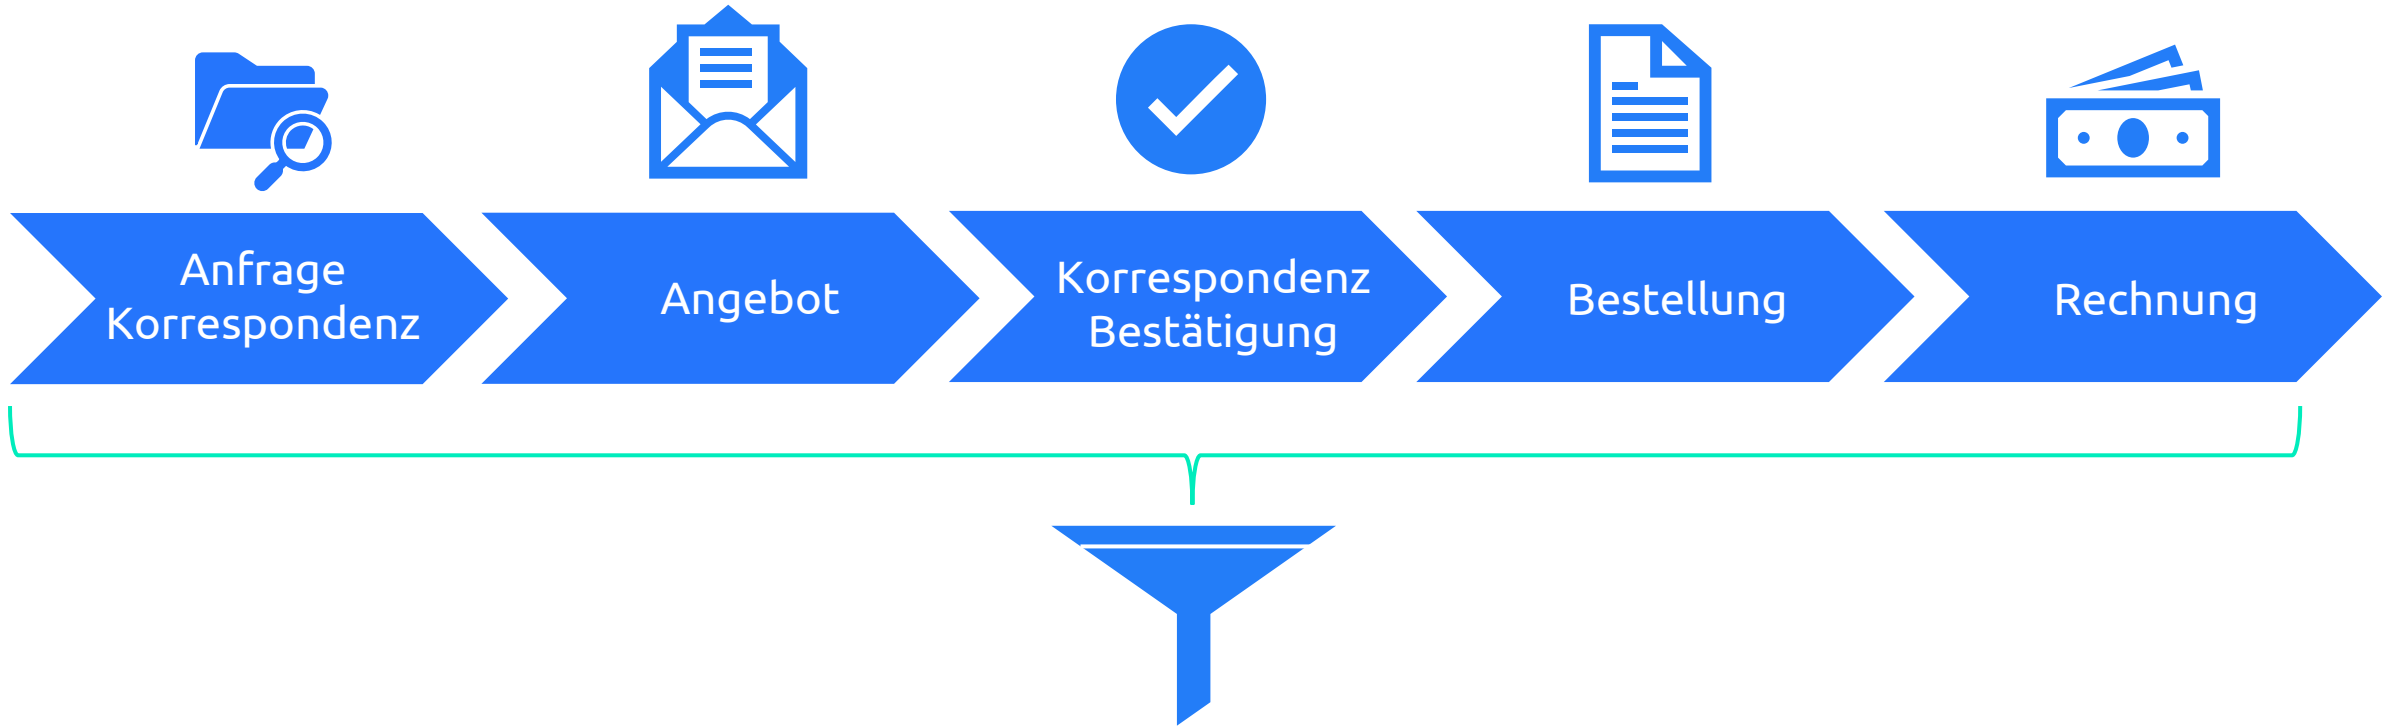 Anfrage
Korrespondenz
Angebot
Korrespondenz
Bestätigung
Bestellung
Rechnung